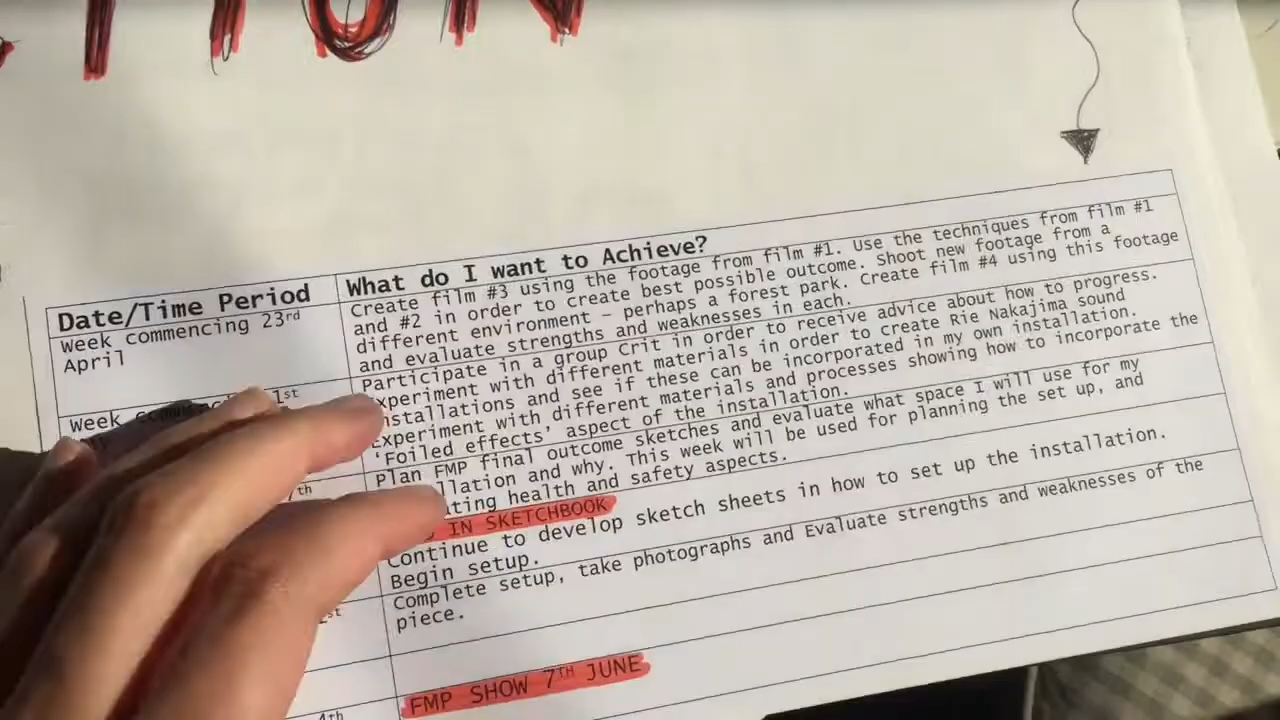 TION
Date/Time Period
What do I want to Achieve?
Week commencing 23rd
April
Create film #3 using the footage from film #1. Use the techniques from film #1
and #2 in order to create best possible outcome. Shoot new footage from a
different environment – perhaps a forest park. Create film #4 using this footage
and evaluate strengths and weaknesses in each.
Week 1st
Participate in a group Crit in order to receive advice about how to progress.
Experiment with different materials in order to create Rie Nakajima sound
installations and see if these can be incorporated in my own installation.
Experiment with different materials and processes showing how to incorporate the
‘Foiled effects’ aspect of the installation.
7th
Plan FMP final outcome sketches and evaluate what space I will use for my
and why. This week will be used for planning the set up, and
health and safety aspects.
IN SKETCHBOOK
Continue to develop sketch sheets in how to set up the installation.
Begin setup.
Complete setup, take photographs and Evaluate strengths and weaknesses of the
piece.
FMP SHOW 7TH JUNE
4th